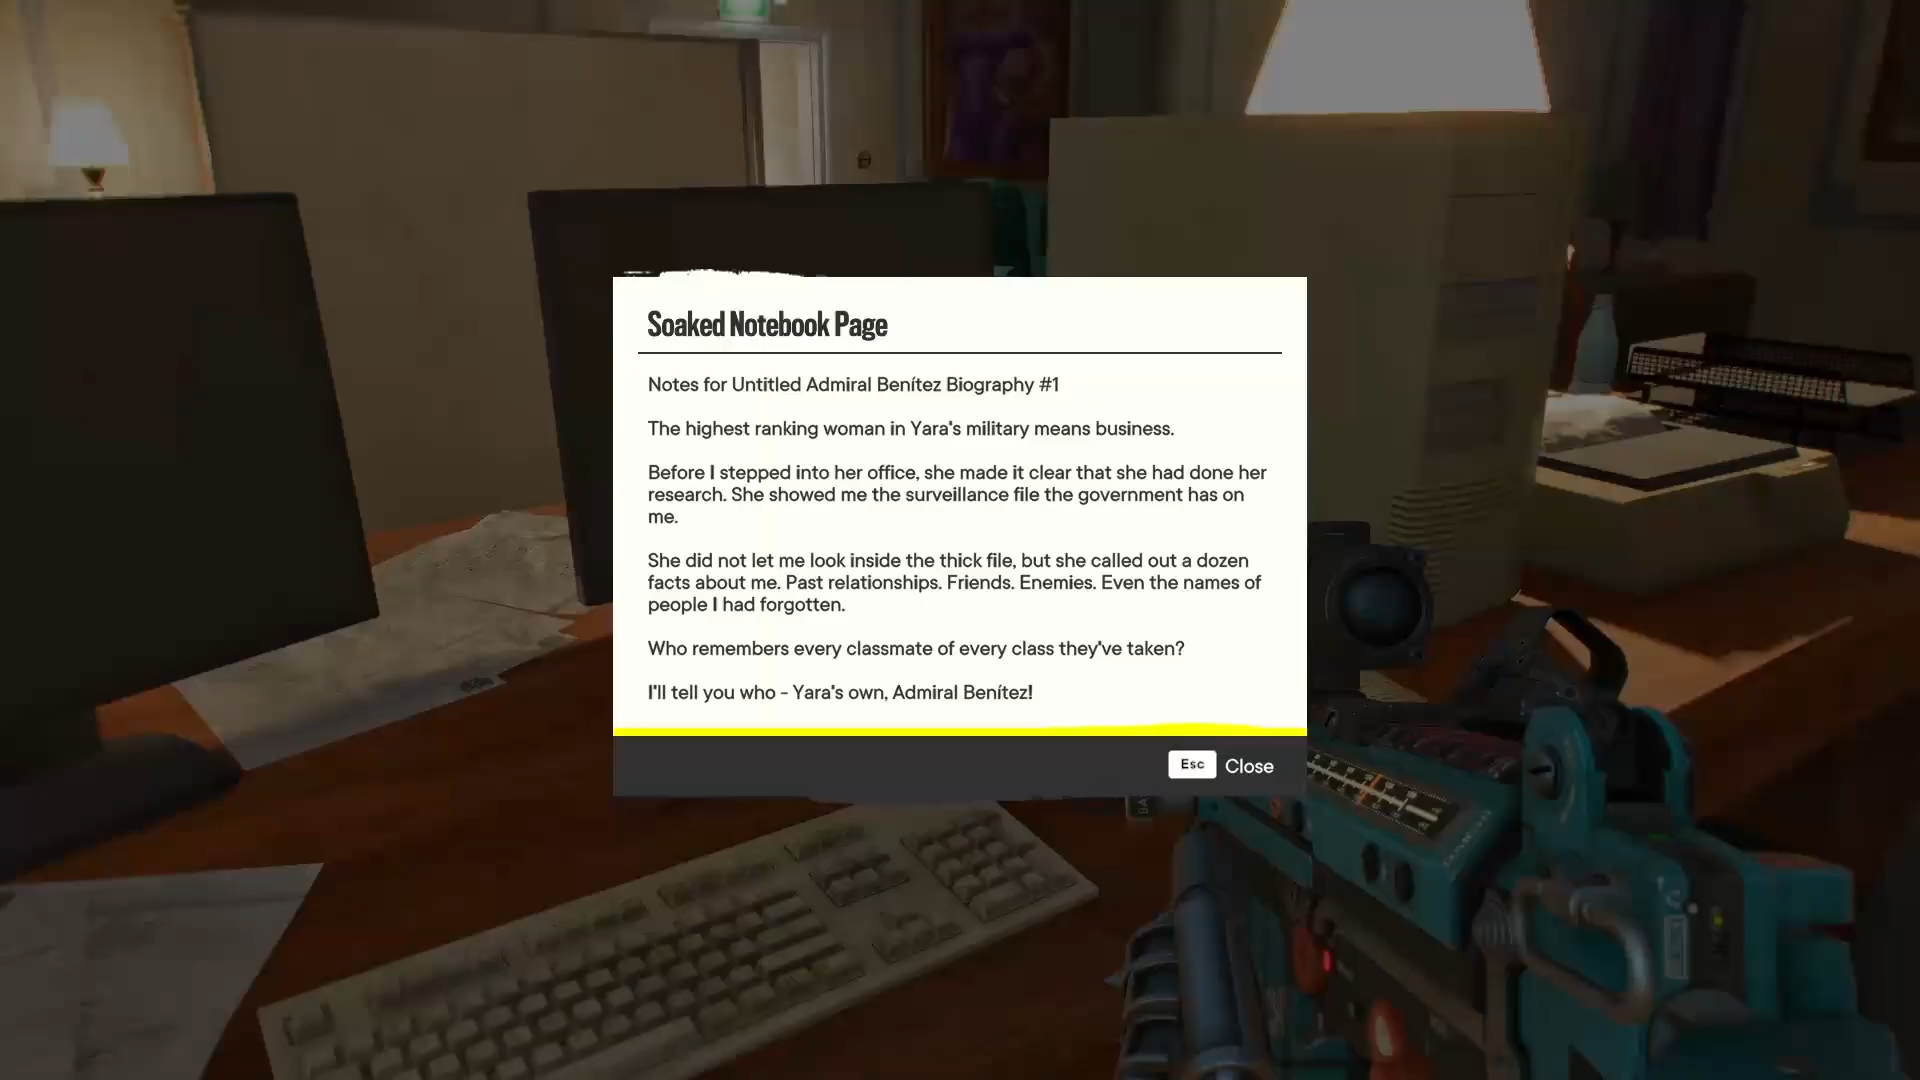 Soaked Notebook Page
Notes for Untitled Admiral Benítez Biography #1
The highest ranking woman in Yara's military means business.
Before I stepped into her office, she made it clear that she had done her
research. She showed me the surveillance file the government has on
me.
She did not let me look inside the thick file, but she called out a dozen
facts about me. Past relationships. Friends. Enemies. Even the names of
people I had forgotten.
Who remembers every classmate of every class they've taken?
I'll tell you who - Yara's own, Admiral Benítez!
Esc Close